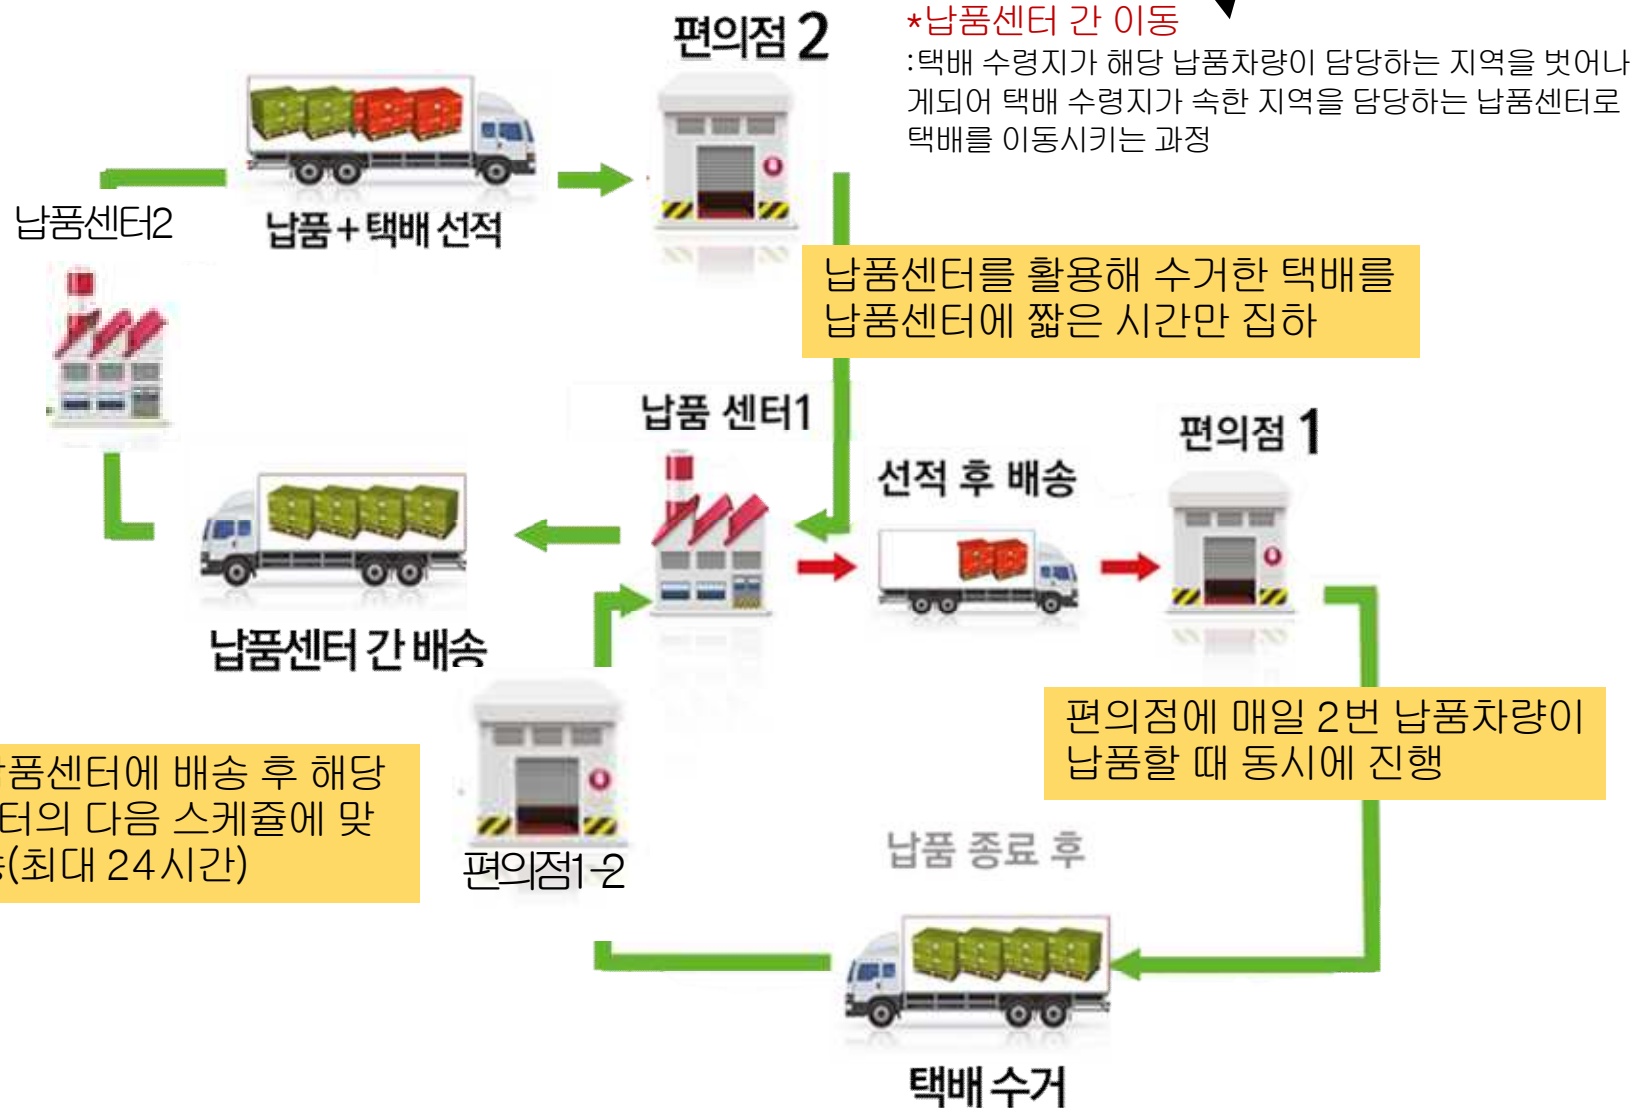 편의점 2
*납품센터 간 이동
:택배 수령지가 해당 납품차량이 담당하는 지역을 벗어나
게되어 택배 수령지가 속한 지역을 담당하는 납품센터로
택배를 이동시키는 과정
납품센터2
납품+택배 선적
납품센터를 활용해 수거한 택배를
납품센터에 짧은 시간만 집하
납품 센터1
편의점 1
선적 후 배송
납품센터 간 배송
편의점에 매일 2번 납품차량이
납품할 때 동시에 진행
품센터에 배송 후 해당
터의 다음 스케쥴에 맞
(최대 24시간)
편의점1-2
납품 종료 후
택배 수거